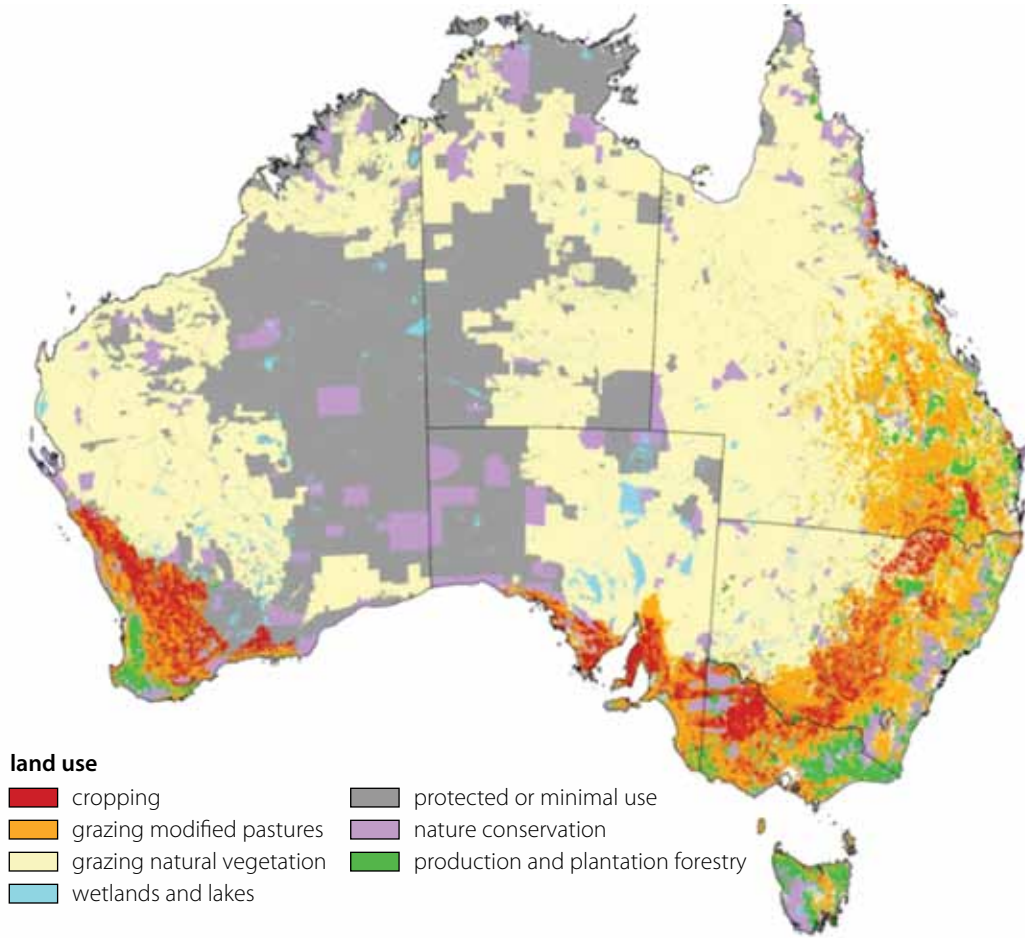 land use
cropping
grazing modified pastures
grazing natural vegetation
wetlands and lakes
protected or minimal use
nature conservation
production and plantation forestry